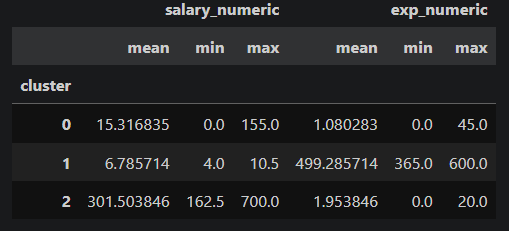 salary_numeric exp_numeric
mean min max mean min max
cluster
0 15.316835 0.0 155.0 1.080283 0.0 45.0
1 6.785714 4.0 10.5 499.285714 365.0 600.0
2 301.503846 162.5 700.0 1.953846 0.0 20.0